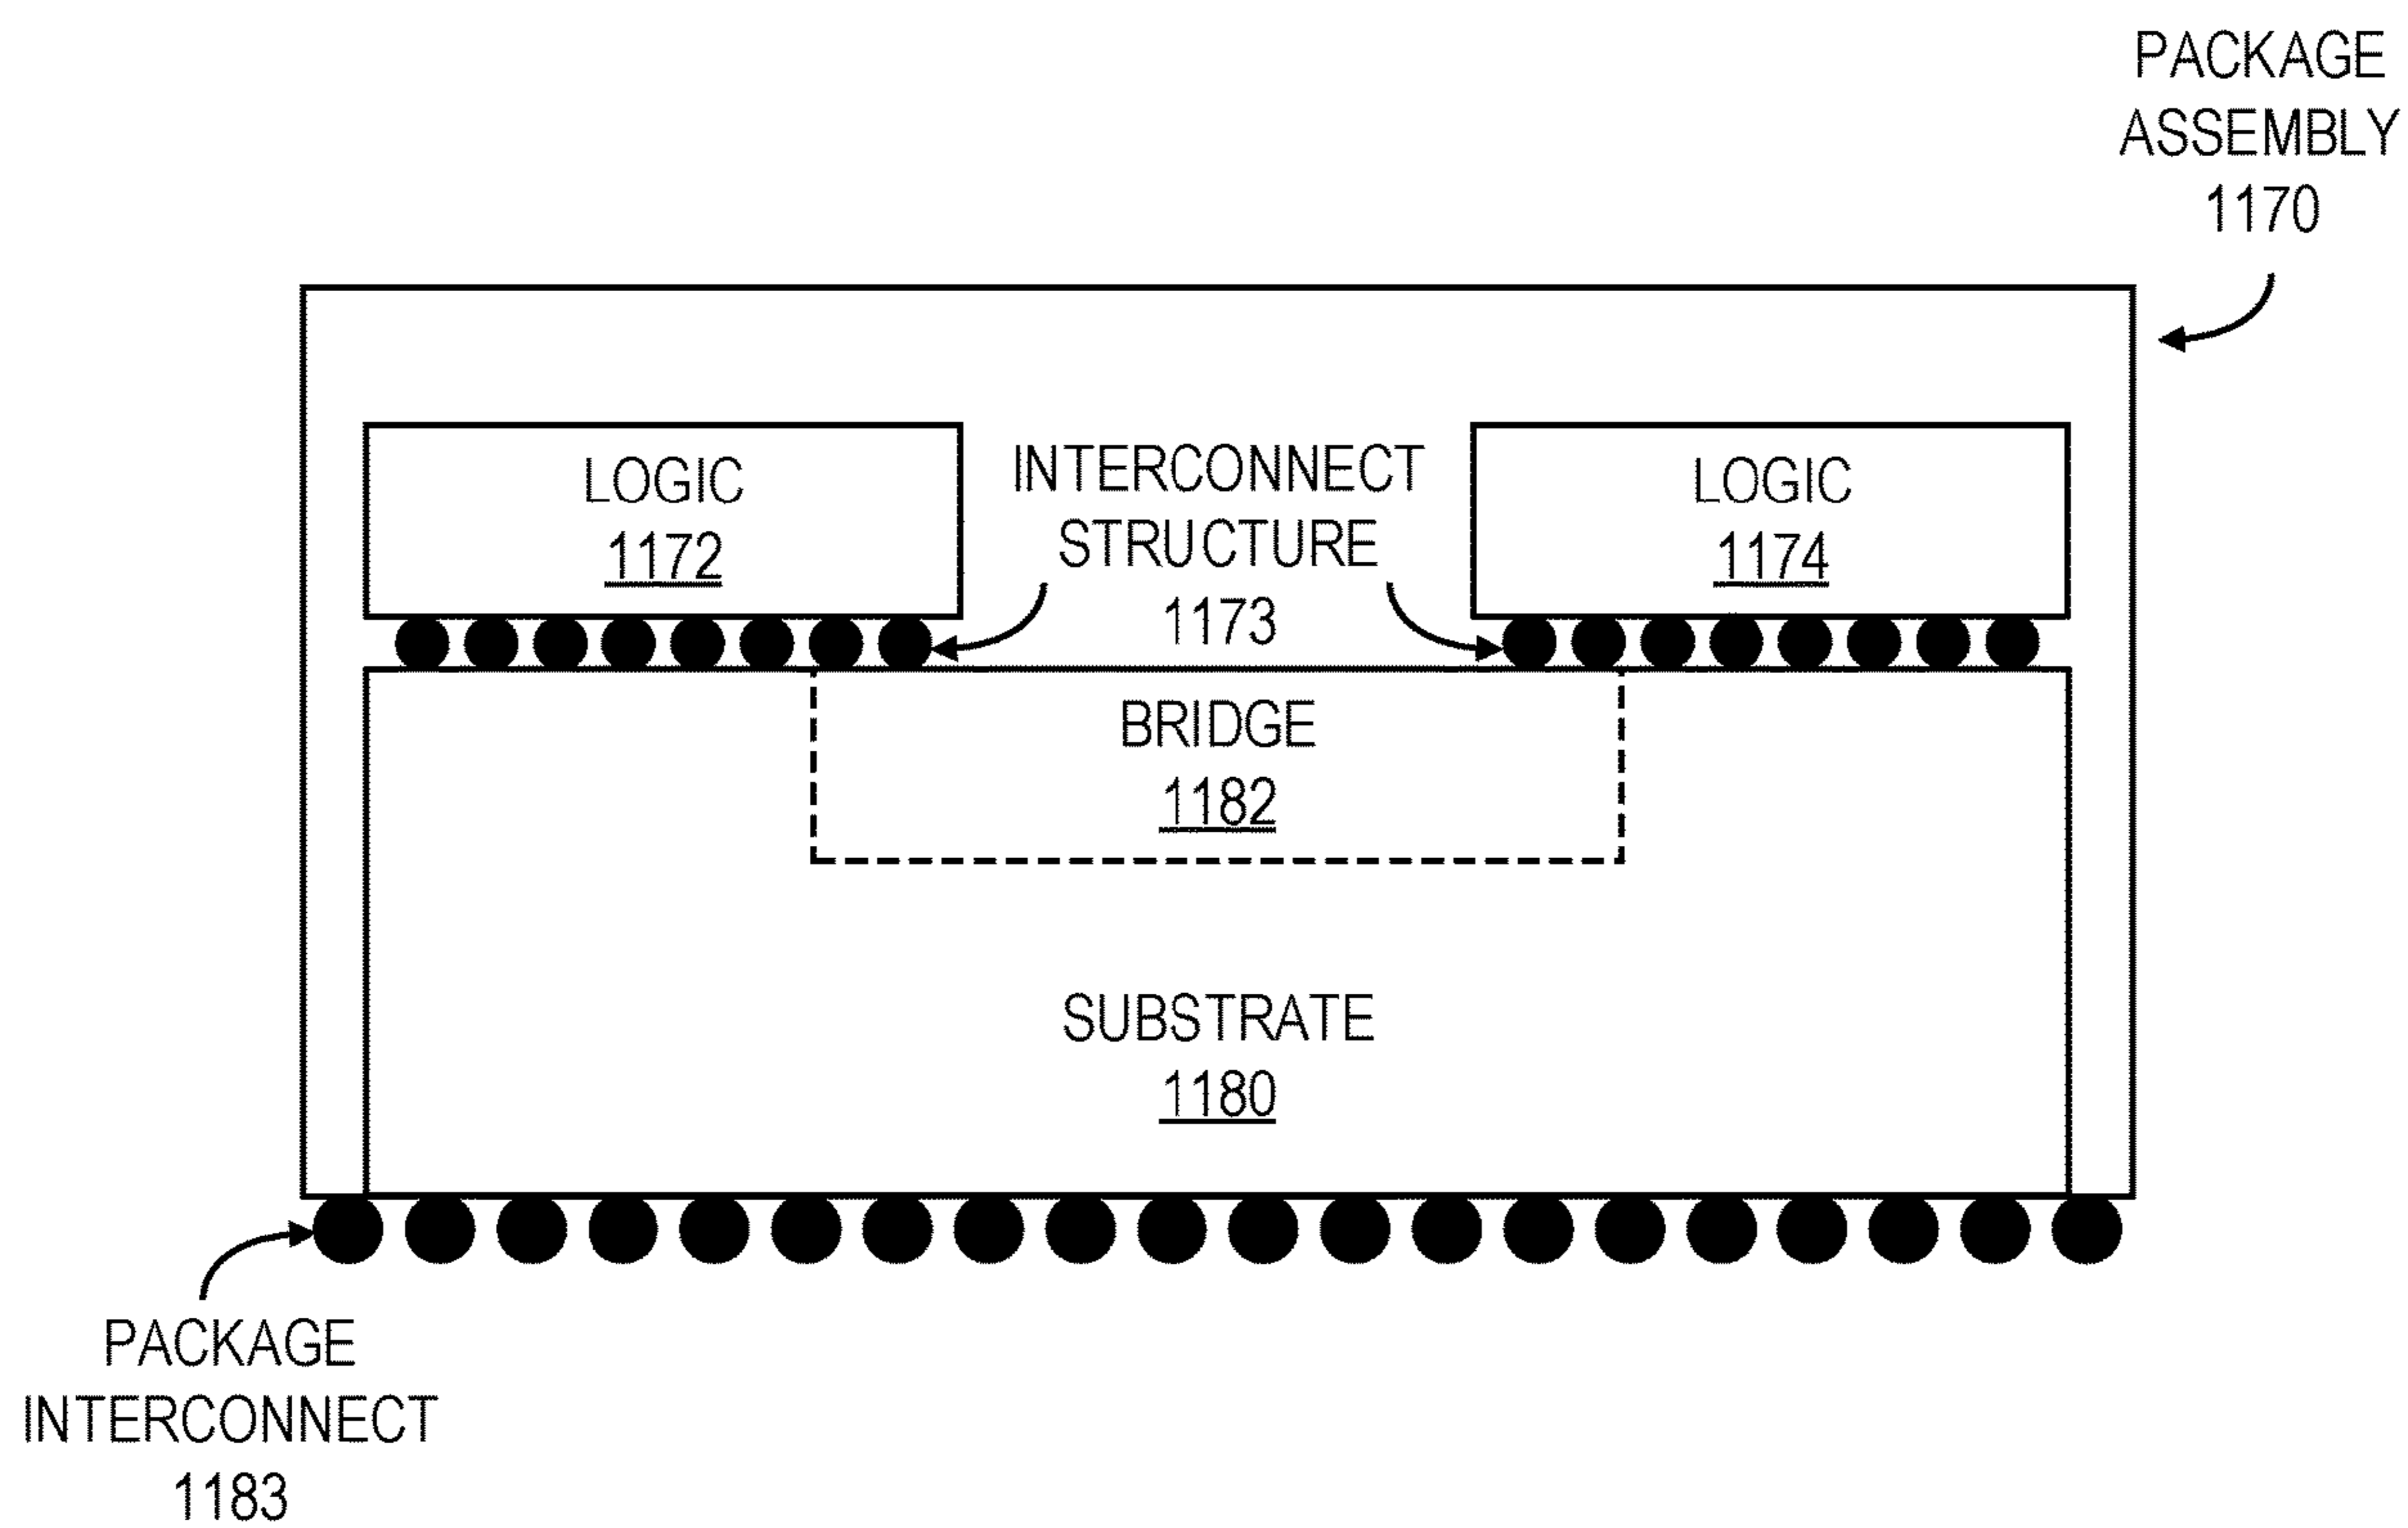 PACKAGE
ASSEMBLY
1170
LOGIC
1172
INTERCONNECT
STRUCTURE
1173
LOGIC
1174
BRIDGE
1182
SUBSTRATE
1180
PACKAGE
INTERCONNECT
1183